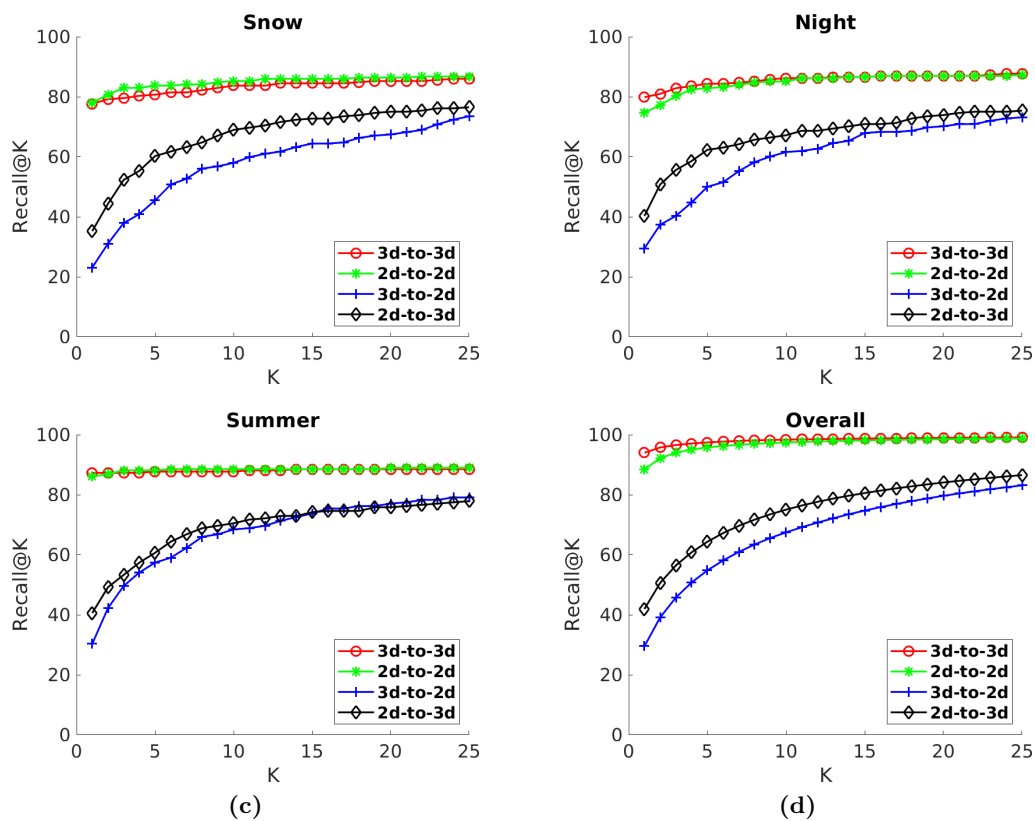 Snow
100
80
60
40
20
0
Recall@K
0 5 10 15 20 25
K
3d-to-3d
2d-to-2d
3d-to-2d
2d-to-3d
Night
100
80
60
40
20
0
Recall@K
0 5 10 15 20 25
K
3d-to-3d
2d-to-2d
3d-to-2d
2d-to-3d
Summer
100
80
60
40
20
0
Recall@K
0 5 10 15 20 25
K
3d-to-3d
2d-to-2d
3d-to-2d
2d-to-3d
(c)
Overall
100
80
60
40
20
0
Recall@K
0 5 10 15 20 25
K
3d-to-3d
2d-to-2d
3d-to-2d
2d-to-3d
(d)